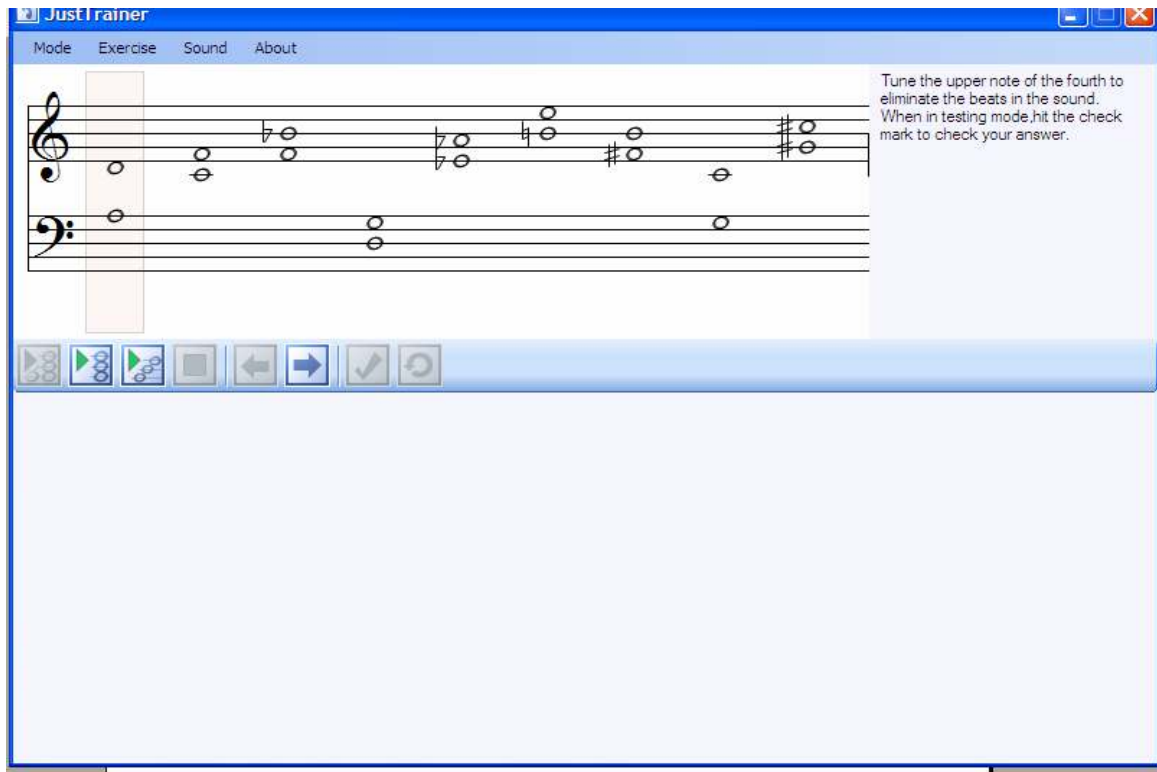 JustTrainer
Mode Exercise Sound About
Tune the upper note of the fourth to
eliminate the beats in the sound.
When in testing mode,hit the check
mark to check your answer.